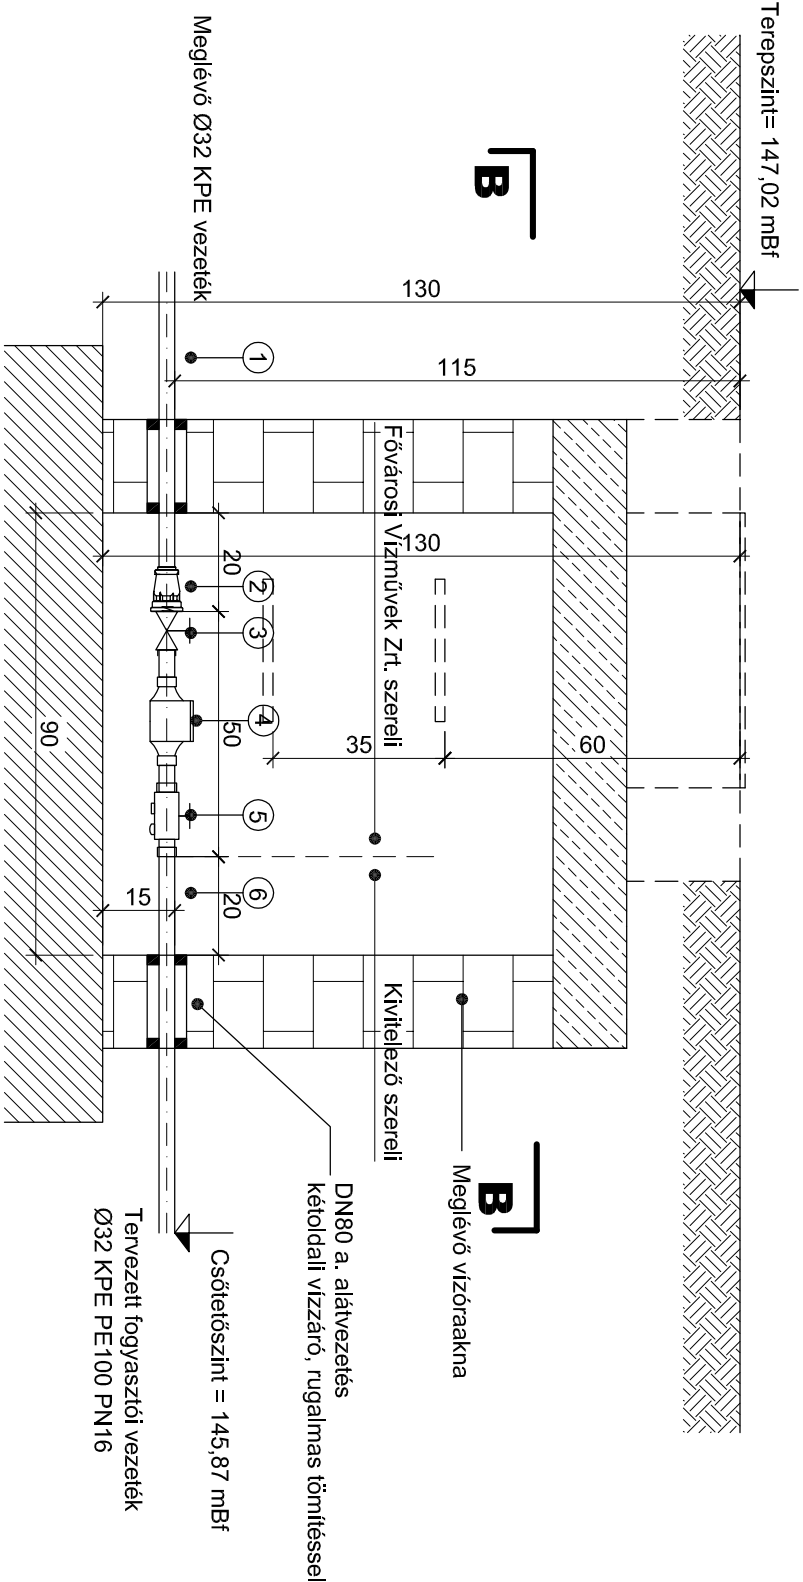 Terepszint= 147,02 mBf
B
B
Meglévő Ø32 KPE vezeték
130
115
130
60
35
20
50
20
15
90
1
2
3
4
5
6
Fővárosi Vízművek Zrt. szereli
Kivitelező szereli
Meglévő vízóraakna
DN80 a. alátvezetés
kétoldali vízzáró, rugalmas tömítéssel
Csőtetőszint = 145,87 mBf
Tervezett fogyasztói vezeték
Ø32 KPE PE100 PN16